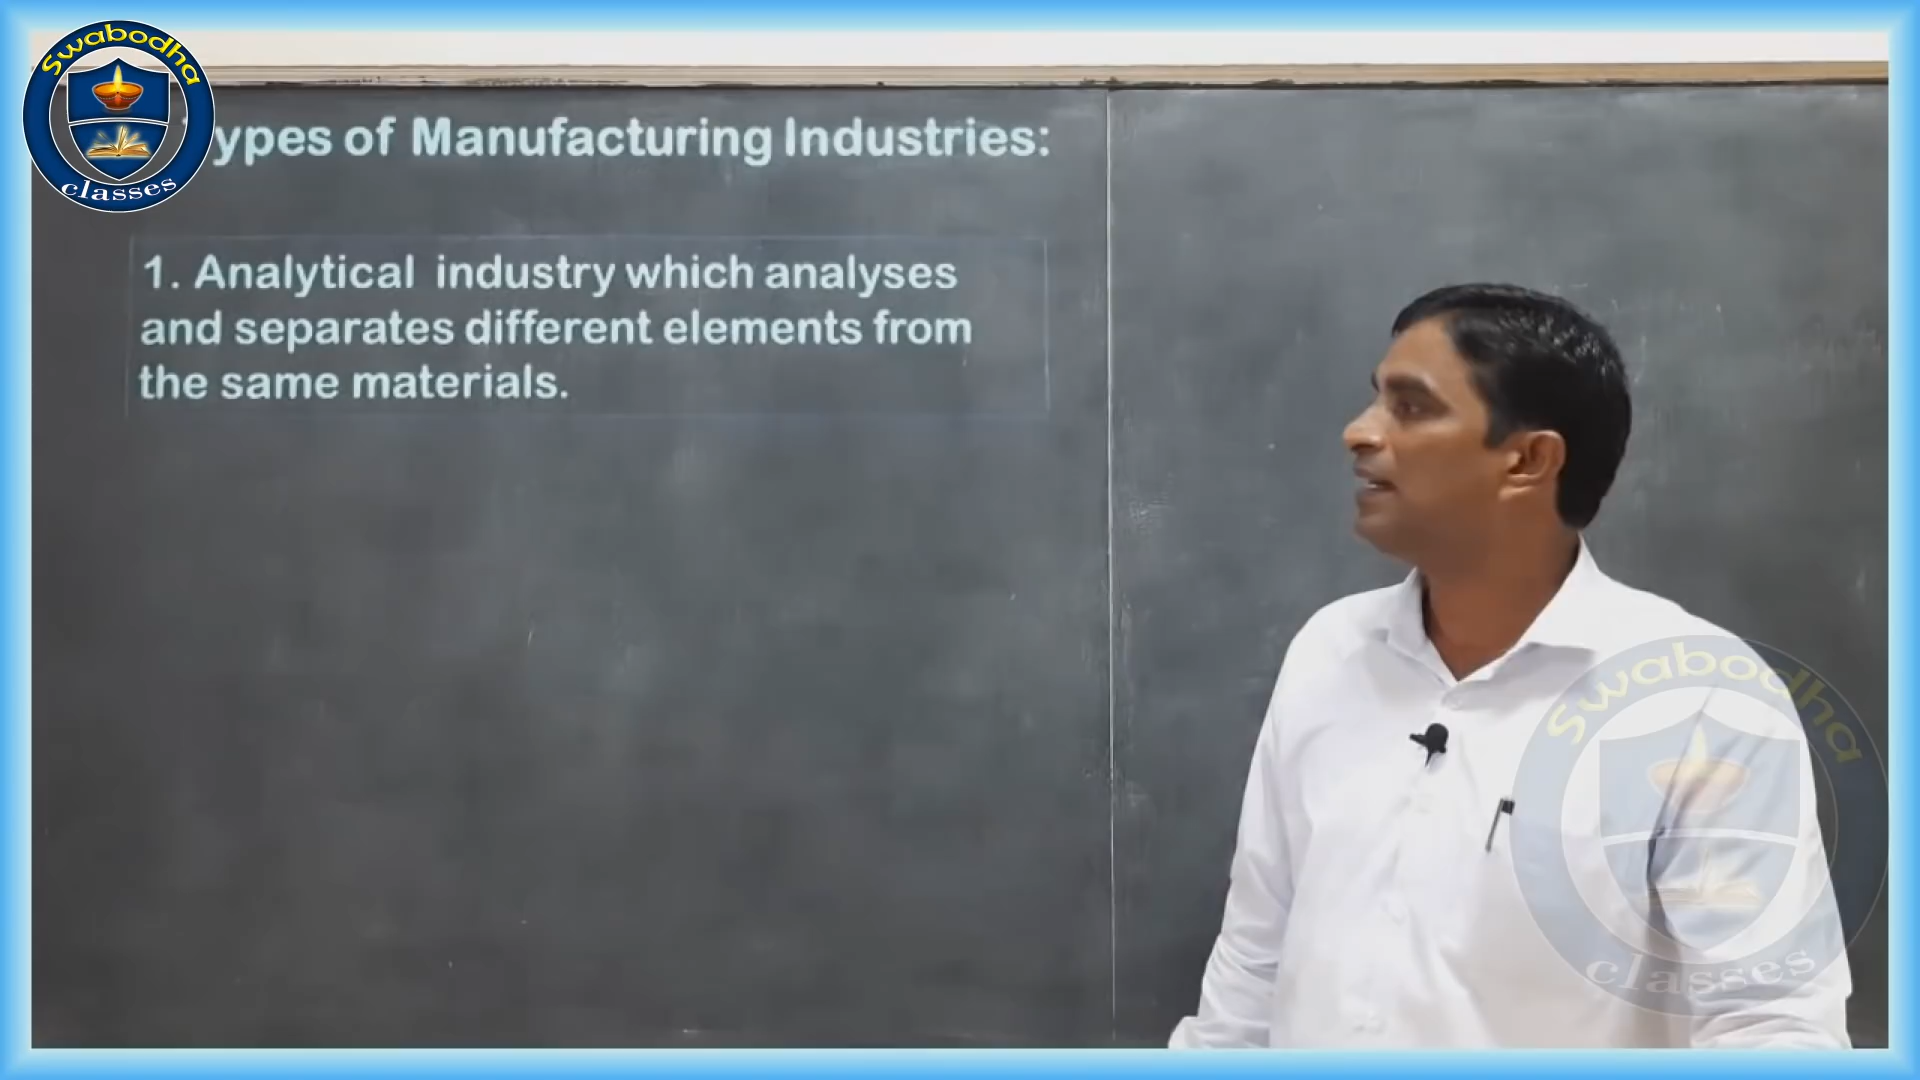 Swabodha
classes
ypes of Manufacturing Industries:
1. Analytical industry which analyses
and separates different elements from
the same materials.
Swabodha
classes